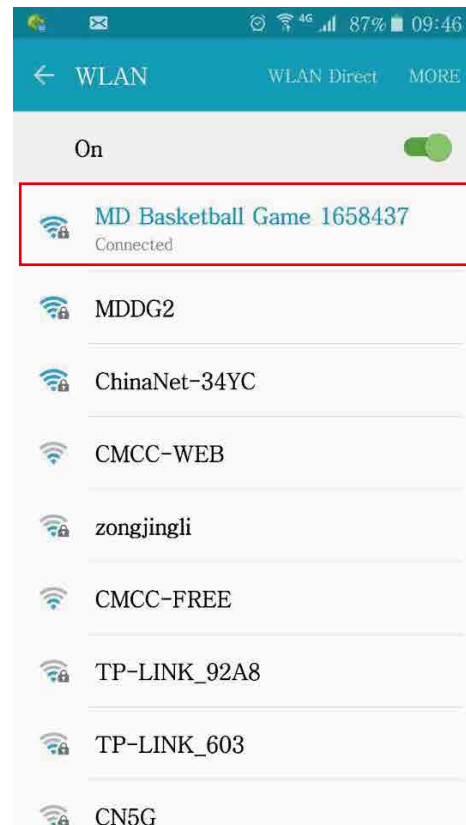 4G 87% 09:46
WLAN WLAN Direct MORE
On
MD Basketball Game 1658437
Connected
MDDG2
ChinaNet-34YC
CMCC-WEB
zongjingli
CMCC-FREE
TP-LINK_92A8
TP-LINK_603
CN5G